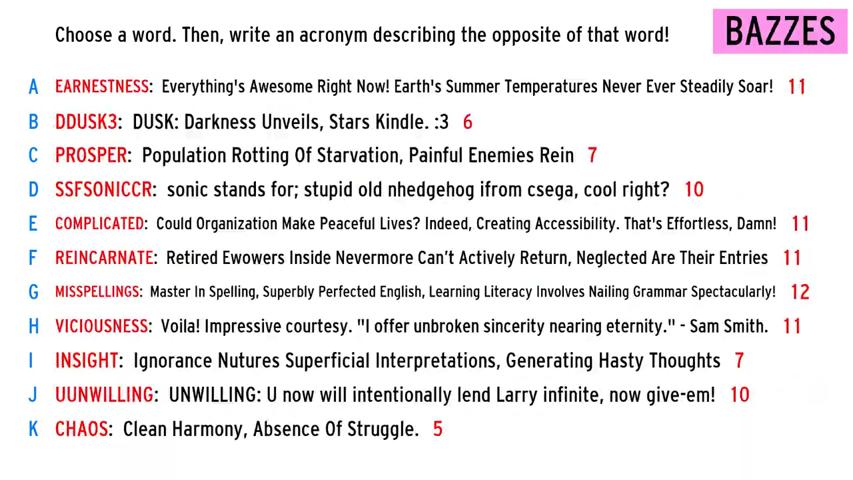 Choose a word. Then, write an acronym describing the opposite of that word!
BAZZES
A EARNESTNESS: Everything's Awesome Right Now! Earth's Summer Temperatures Never Ever Steadily Soar! 11
B DDUSK3: DUSK: Darkness Unveils, Stars Kindle. :3 6
C PROSPER: Population Rotting Of Starvation, Painful Enemies Rein 7
D SSFSONICCR: sonic stands for; stupid old nhedgehog ifrom csega, cool right? 10
E COMPLICATED: Could Organization Make Peaceful Lives? Indeed, Creating Accessibility. That's Effortless, Damn! 11
F REINCARNATE: Retired Ewowers Inside Nevermore Can't Actively Return, Neglected Are Their Entries 11
G MISSPELLINGS: Master In Spelling, Superbly Perfected English, Learning Literacy Involves Nailing Grammar Spectacularly! 12
H VICIOUSNESS: Voila! Impressive courtesy. "I offer unbroken sincerity nearing eternity." - Sam Smith. 11
I INSIGHT: Ignorance Nutures Superficial Interpretations, Generating Hasty Thoughts 7
J UUNWILLING: UNWILLING: U now will intentionally lend Larry infinite, now give-em! 10
K CHAOS: Clean Harmony, Absence Of Struggle. 5